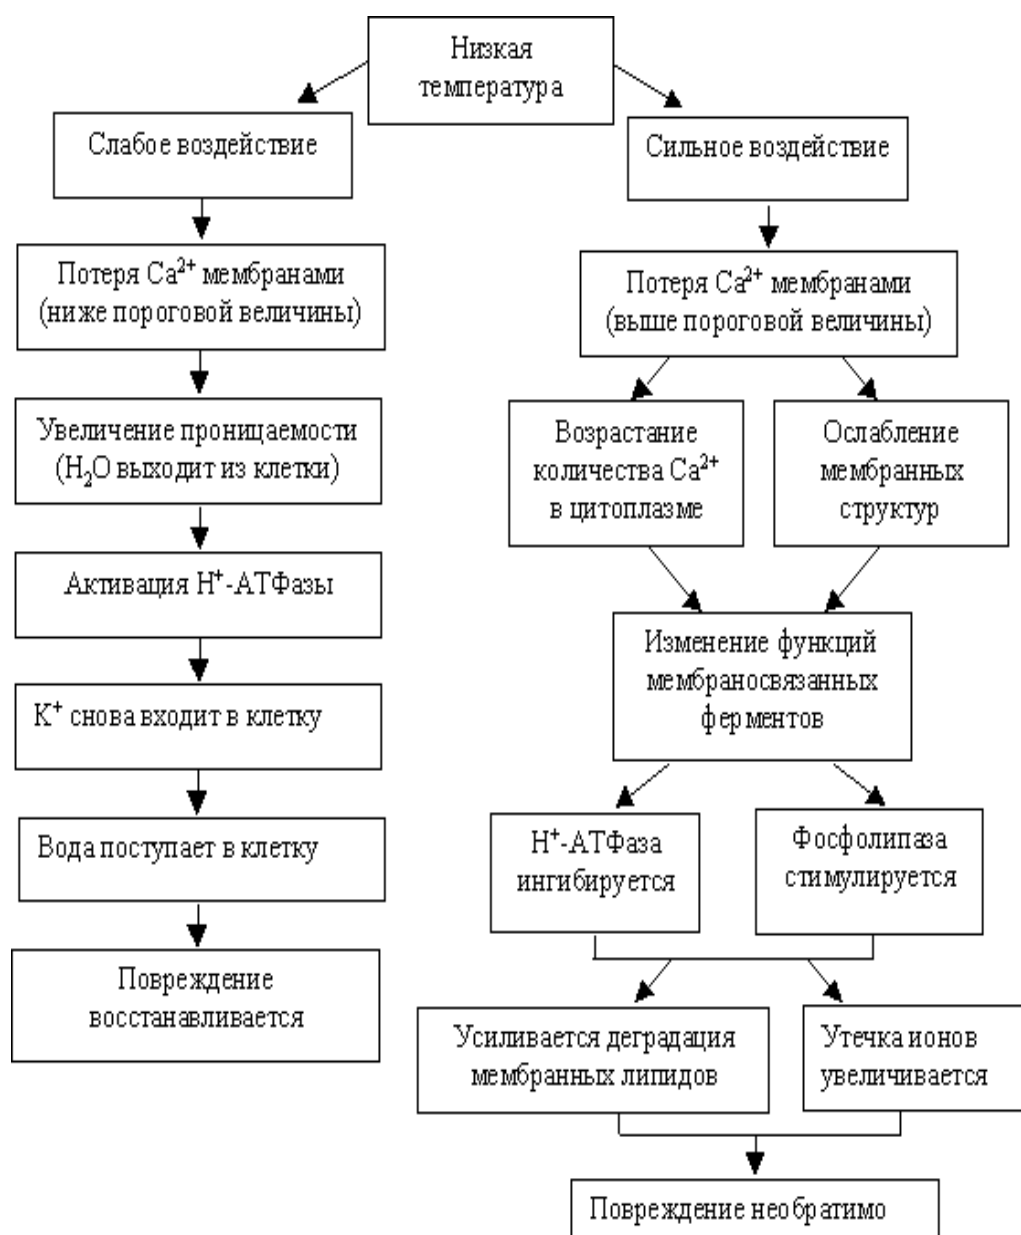 Низкая
температура
Слабое воздействие
Сильное воздействие
Потеря Ca²⁺ мембранами
(ниже пороговой величины)
Потеря Ca²⁺ мембранами
(выше пороговой величины)
Увеличение проницаемости
(H₂O выходит из клетки)
Возрастание
количества Ca²⁺
в цитоплазме
Ослабление
мембранных
структур
Активация H⁺-АТФазы
Изменение функций
мембраносвязанных
ферментов
K⁺ снова входит в клетку
Вода поступает в клетку
H⁺-АТФаза
ингибируется
Фосфолипаза
стимулируется
Повреждение
восстанавливается
Усиливается деградация
мембранных липидов
Утечка ионов
увеличивается
Повреждение необратимо